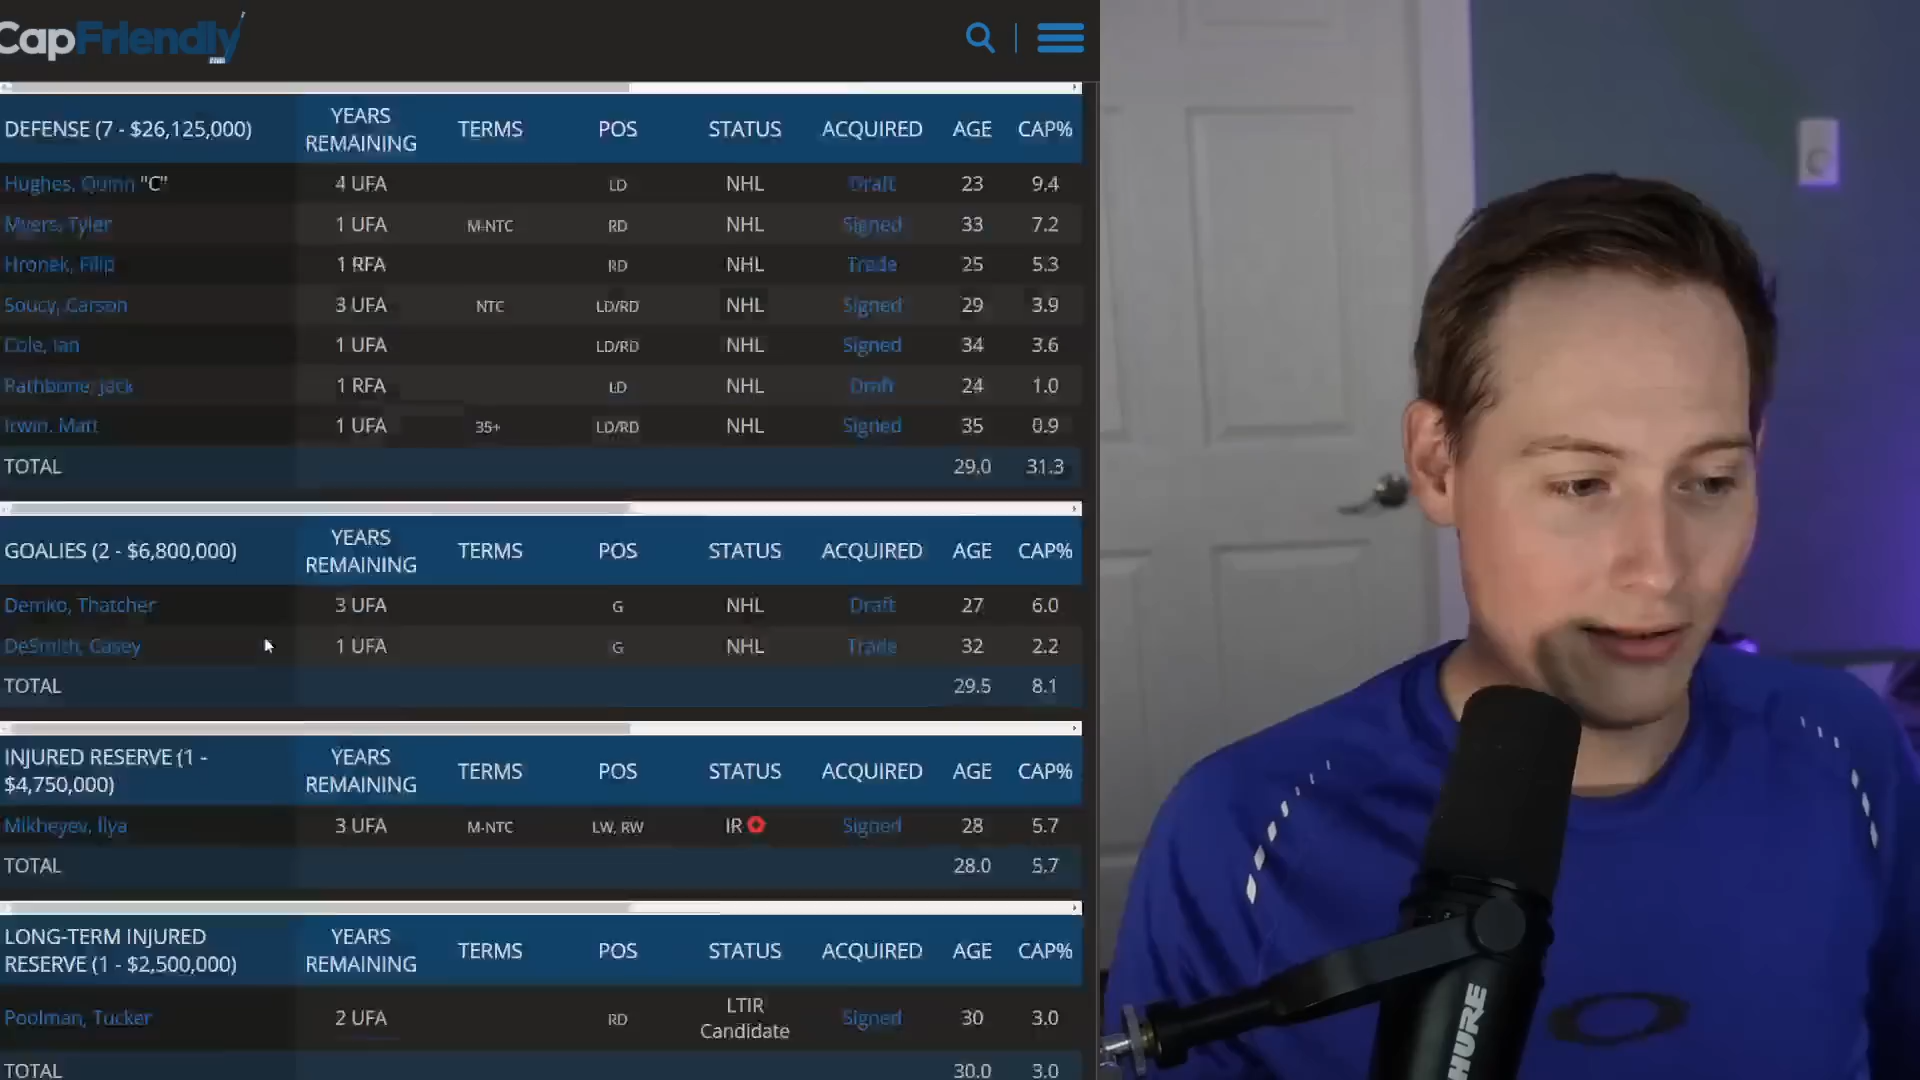 CapFriendly
DEFENSE (7 - $26,125,000) YEARS REMAINING TERMS POS STATUS ACQUIRED AGE CAP%
Hughes, Quinn "C" 4 UFA LD NHL Draft 23 9.4
Myers, Tyler 1 UFA M-NTC RD NHL Signed 33 7.2
Hronek, Filip 1 RFA RD NHL Trade 25 5.3
Soucy, Carson 3 UFA NTC LD/RD NHL Signed 29 3.9
Cole, Ian 1 UFA LD/RD NHL Signed 34 3.6
Rathbone, Jack 1 RFA LD NHL Draft 24 1.0
Irwin, Matt 1 UFA 35+ LD/RD NHL Signed 35 0.9
TOTAL 29.0 31.3
GOALIES (2 - $6,800,000) YEARS REMAINING TERMS POS STATUS ACQUIRED AGE CAP%
Demko, Thatcher 3 UFA G NHL Draft 27 6.0
DeSmith, Casey 1 UFA G NHL Trade 32 2.2
TOTAL 29.5 8.1
INJURED RESERVE (1 - $4,750,000) YEARS REMAINING TERMS POS STATUS ACQUIRED AGE CAP%
Mikheyev, Ilya 3 UFA M-NTC LW, RW IR Signed 28 5.7
TOTAL 28.0 5.7
LONG-TERM INJURED RESERVE (1 - $2,500,000) YEARS REMAINING TERMS POS STATUS ACQUIRED AGE CAP%
Poolman, Tucker 2 UFA RD LTIR Candidate Signed 30 3.0
TOTAL 30.0 3.0
HURE